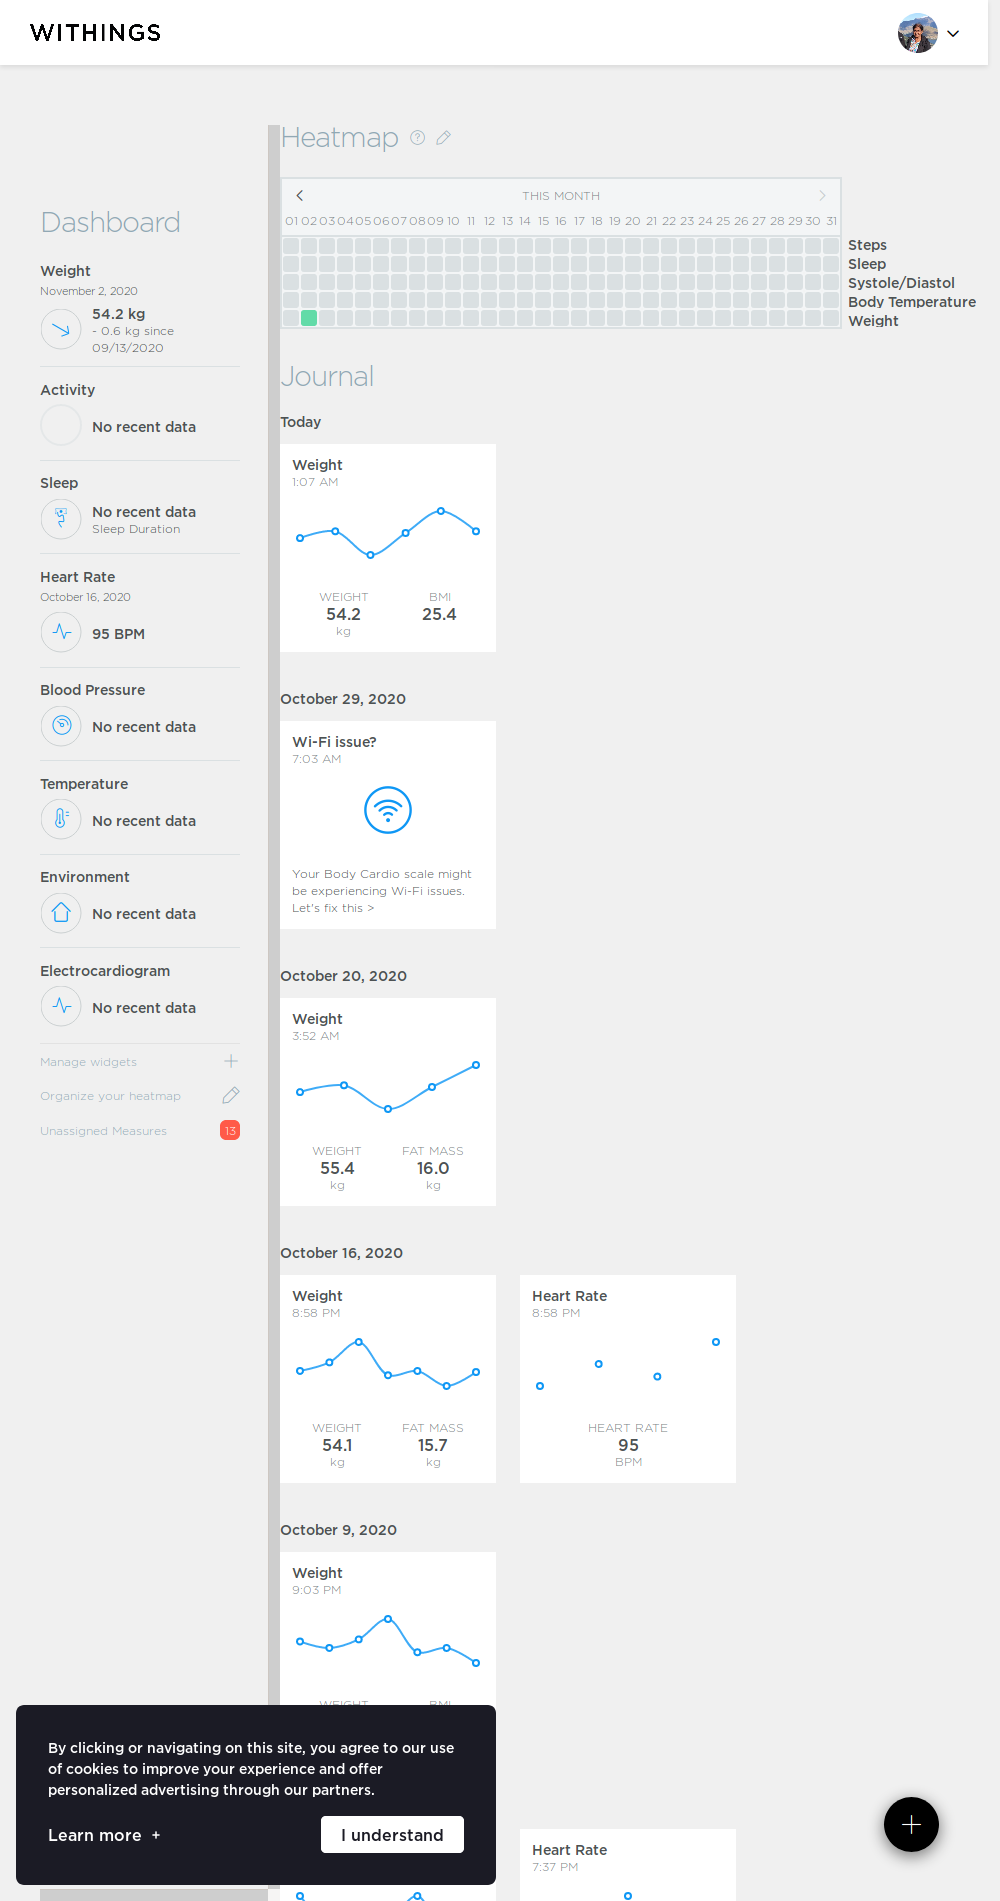 WITHINGS
Dashboard
Weight
November 2, 2020
54.2 kg
- 0.6 kg since
09/13/2020
Activity
No recent data
Sleep
No recent data
Sleep Duration
Heart Rate
October 16, 2020
95 BPM
Blood Pressure
No recent data
Temperature
No recent data
Environment
No recent data
Electrocardiogram
No recent data
Manage widgets
Organize your heatmap
Unassigned Measures 13
Heatmap
THIS MONTH
01 02 03 04 05 06 07 08 09 10 11 12 13 14 15 16 17 18 19 20 21 22 23 24 25 26 27 28 29 30 31
Steps
Sleep
Systole/Diastol
Body Temperature
Weight
Journal
Today
Weight
1:07 AM
WEIGHT BMI
54.2 25.4
kg
October 29, 2020
Wi-Fi issue?
7:03 AM
Your Body Cardio scale might
be experiencing Wi-Fi issues.
Let's fix this >
October 20, 2020
Weight
3:52 AM
WEIGHT FAT MASS
55.4 16.0
kg kg
October 16, 2020
Weight
8:58 PM
WEIGHT FAT MASS
54.1 15.7
kg kg
Heart Rate
8:58 PM
HEART RATE
95
BPM
October 9, 2020
Weight
9:03 PM
WEIGHT BMI
By clicking or navigating on this site, you agree to our use
of cookies to improve your experience and offer
personalized advertising through our partners.
Learn more +
I understand
Heart Rate
7:37 PM